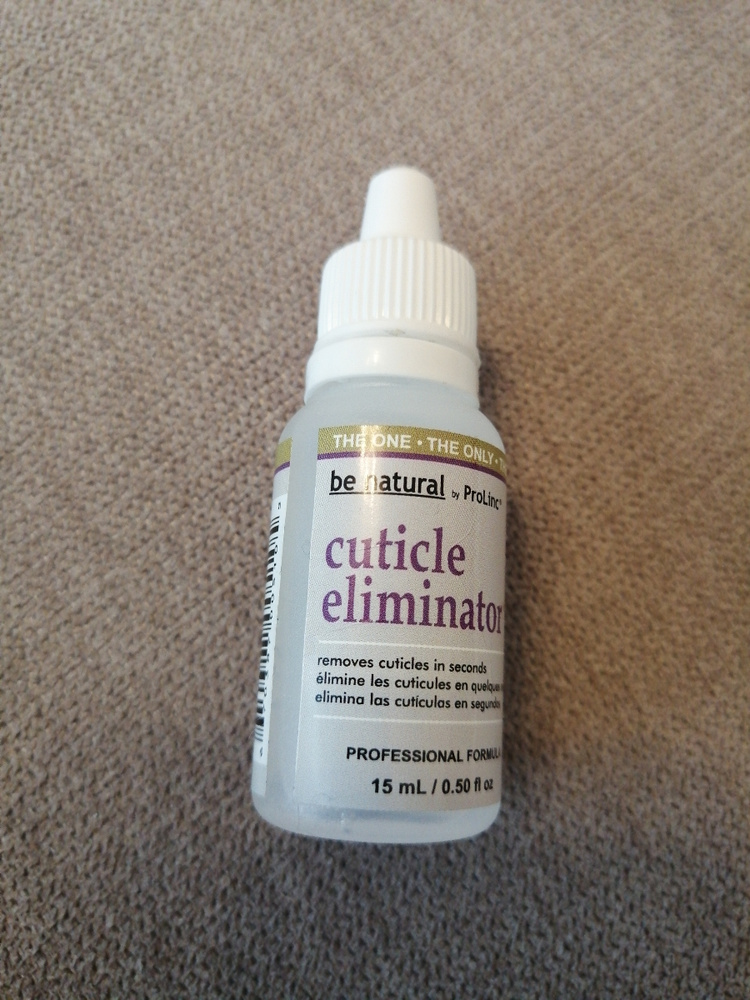 THE ONE • THE ONLY •
be natural by ProLinc®
cuticle
eliminator
removes cuticles in seconds
élimine les cuticules en quelques
elimina las cutículas en segundos
PROFESSIONAL FORMULA
15 mL / 0.50 fl oz